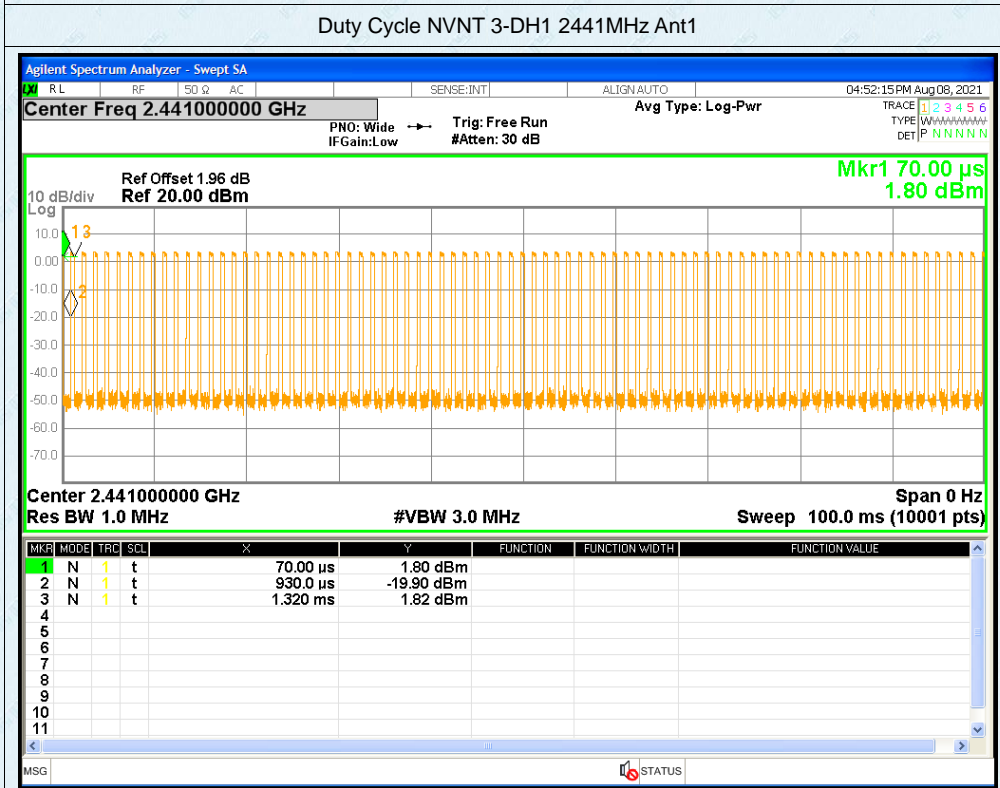 Duty Cycle NVNT 3-DH1 2441MHz Ant1
Agilent Spectrum Analyzer - Swept SA
LXI RL RF 50 Ω AC SENSE:INT ALIGN AUTO 04:52:15 PM Aug 08, 2021
Center Freq 2.441000000 GHz Avg Type: Log-Pwr TRACE 1 2 3 4 5 6
PNO: Wide Trig: Free Run TYPE WWWWWW
IFGain:Low #Atten: 30 dB DET P N N N N N
Mkr1 70.00 µs
Ref Offset 1.96 dB
10 dB/div Ref 20.00 dBm 1.80 dBm
Log
10.0 1 3
0.00
-10.0 2
-20.0
-30.0
-40.0
-50.0
-60.0
-70.0
Center 2.441000000 GHz Span 0 Hz
Res BW 1.0 MHz #VBW 3.0 MHz Sweep 100.0 ms (10001 pts)
MKR MODE TRC SCL X Y FUNCTION FUNCTION WIDTH FUNCTION VALUE
1 N 1 t 70.00 µs 1.80 dBm
2 N 1 t 930.0 µs -19.90 dBm
3 N 1 t 1.320 ms 1.82 dBm
4
5
6
7
8
9
10
11
MSG STATUS